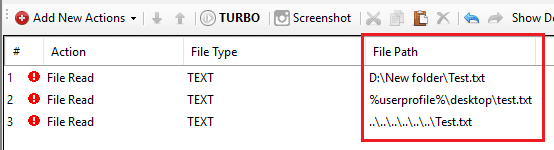 Add New Actions TURBO Screenshot Show De
# Action File Type File Path
1 File Read TEXT D:\New folder\Test.txt
2 File Read TEXT %userprofile%\desktop\test.txt
3 File Read TEXT ..\..\..\..\..\..\Test.txt